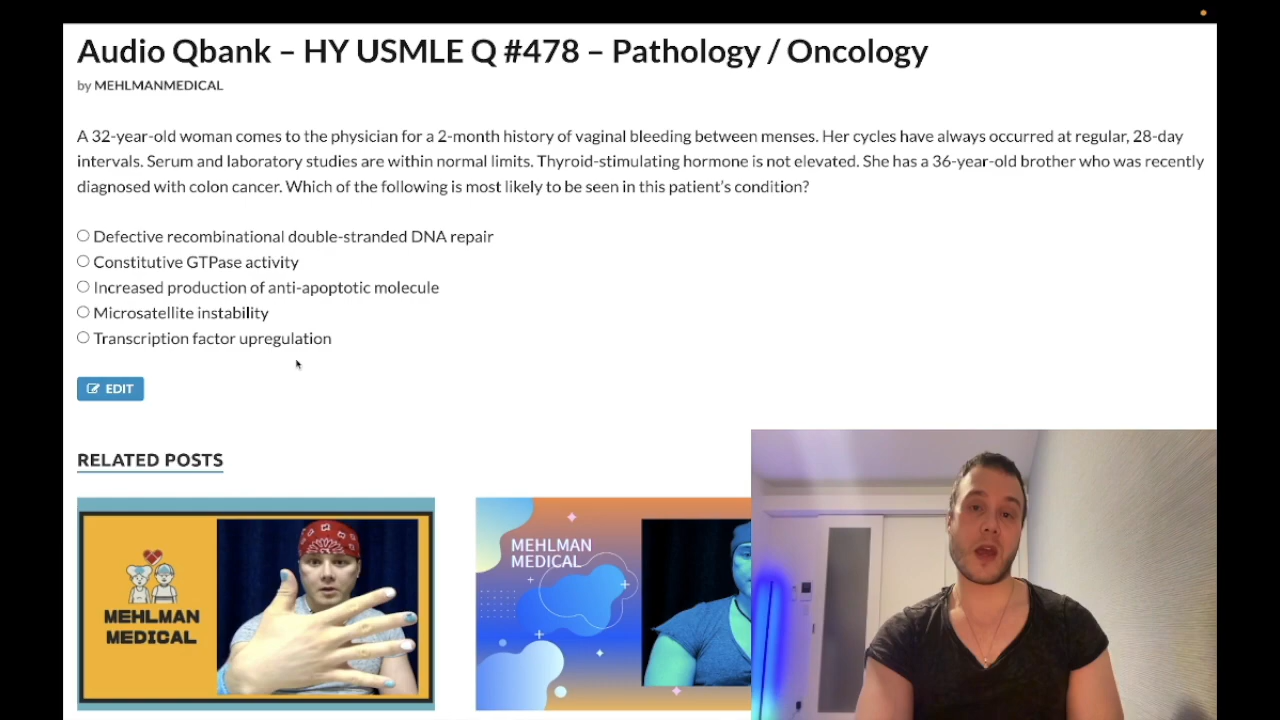 Audio Qbank – HY USMLE Q #478 – Pathology / Oncology
by MEHLMANMEDICAL
A 32-year-old woman comes to the physician for a 2-month history of vaginal bleeding between menses. Her cycles have always occurred at regular, 28-day
intervals. Serum and laboratory studies are within normal limits. Thyroid-stimulating hormone is not elevated. She has a 36-year-old brother who was recently
diagnosed with colon cancer. Which of the following is most likely to be seen in this patient's condition?
Defective recombinational double-stranded DNA repair
Constitutive GTPase activity
Increased production of anti-apoptotic molecule
Microsatellite instability
Transcription factor upregulation
EDIT
RELATED POSTS
MEHLMAN
MEDICAL
MEHLMAN
MEDICAL